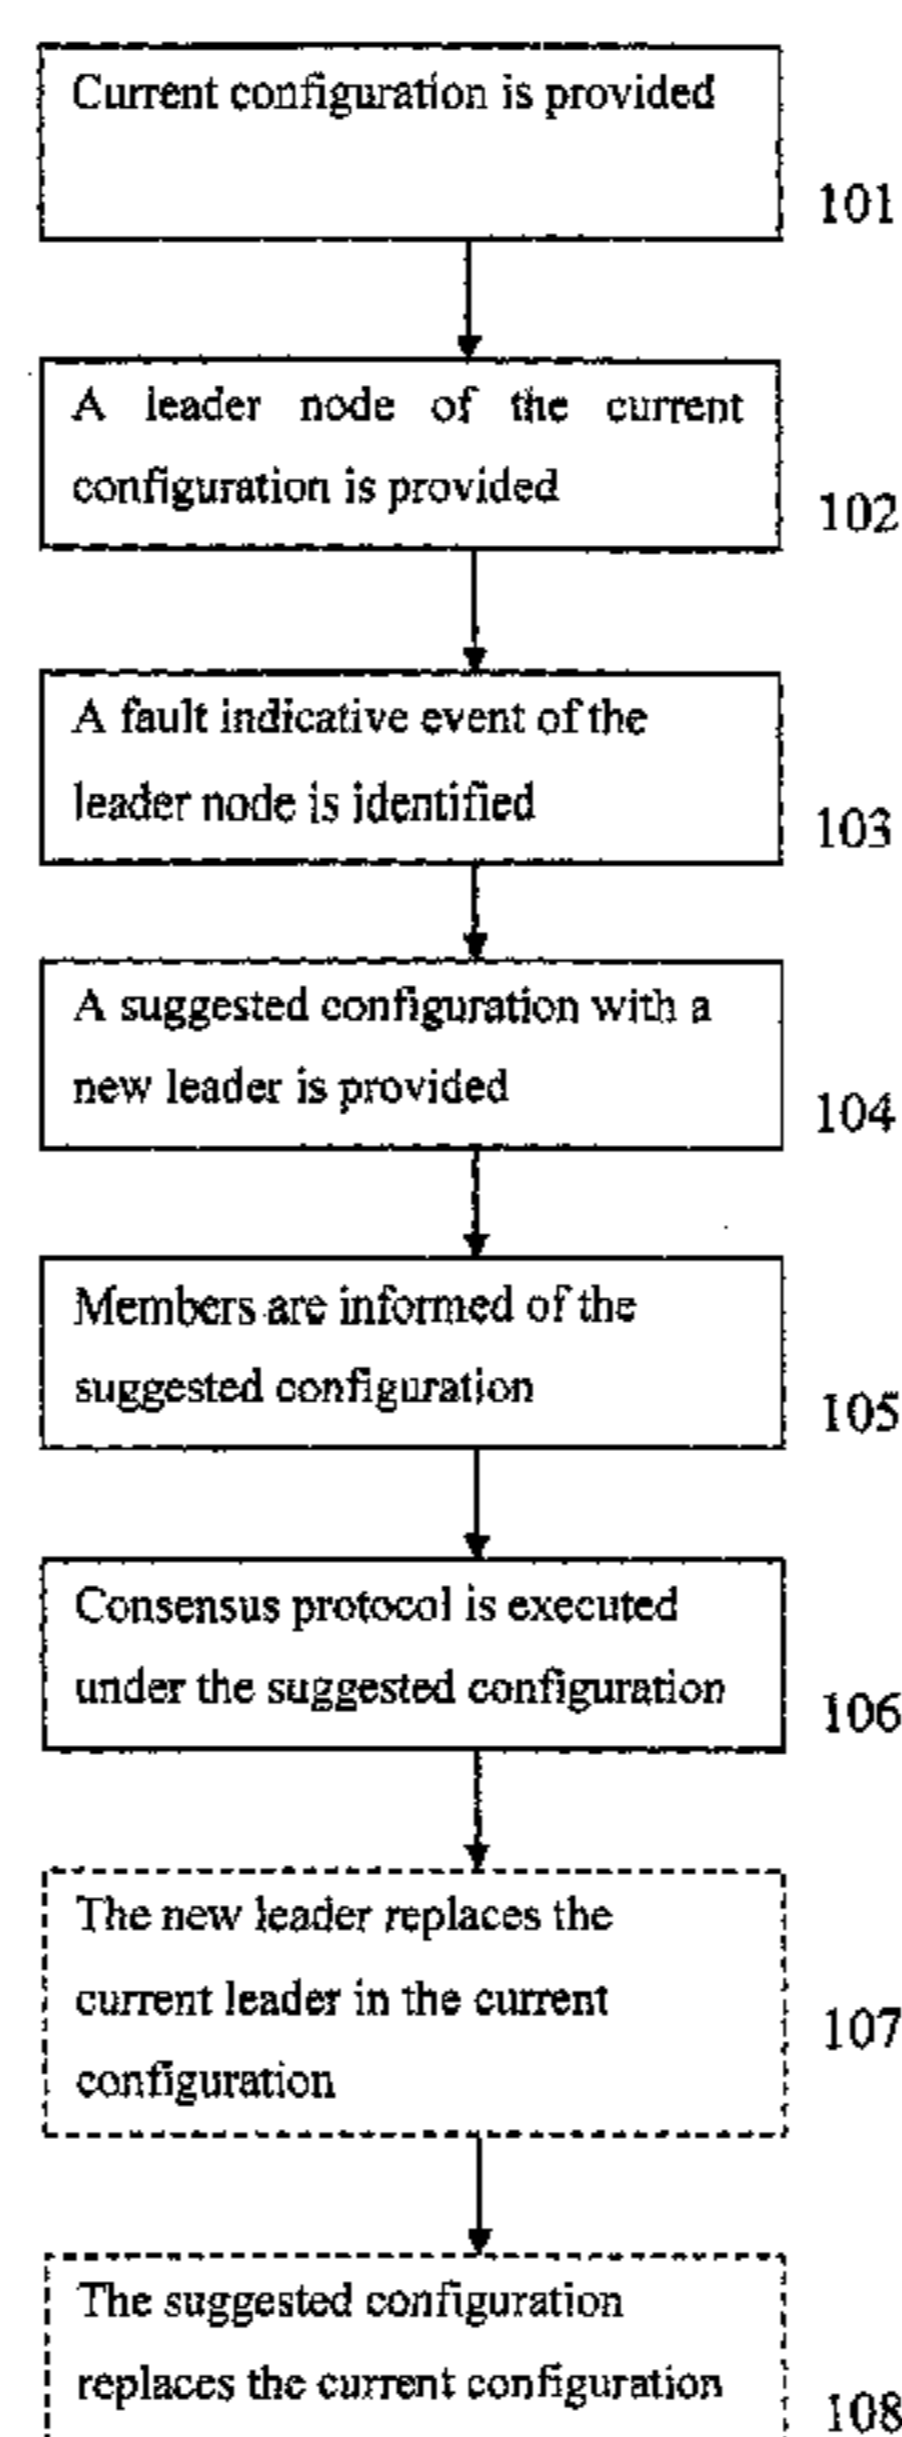 Current configuration is provided
101
A leader node of the current
configuration is provided
102
A fault indicative event of the
leader node is identified
103
A suggested configuration with a
new leader is provided
104
Members are informed of the
suggested configuration
105
Consensus protocol is executed
under the suggested configuration
106
The new leader replaces the
current leader in the current
configuration
107
The suggested configuration
replaces the current configuration
108